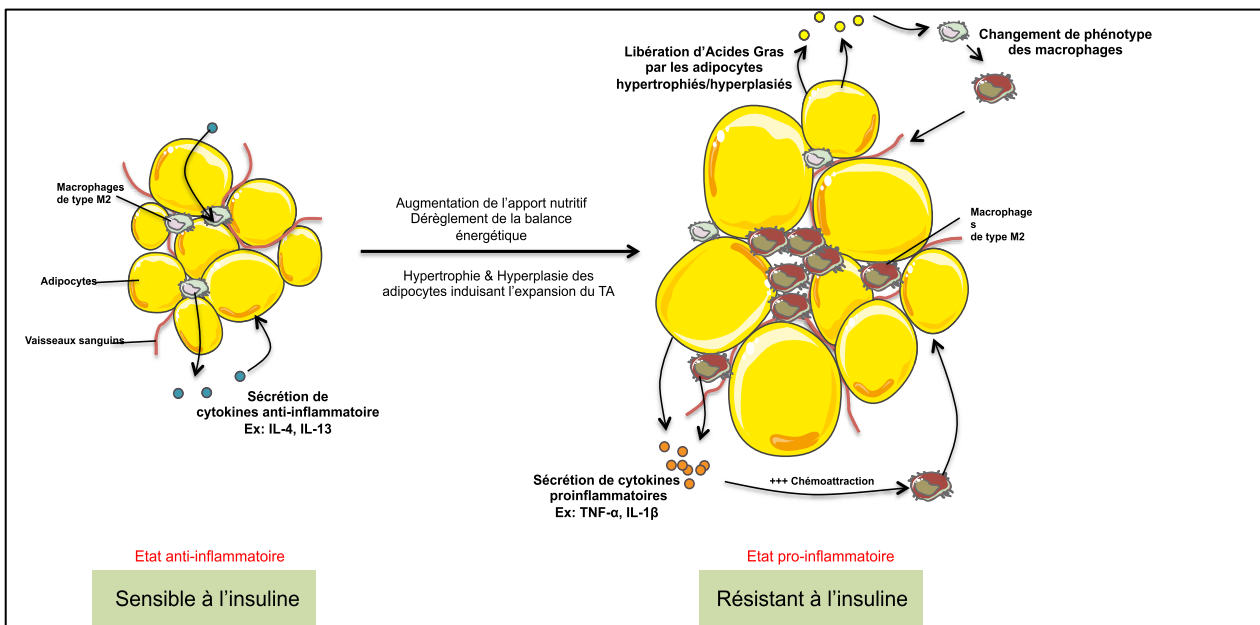 Libération d’Acides Gras
par les adipocytes
hypertrophiés/hyperplasiés
Changement de phénotype
des macrophages
Macrophages
de type M2
Adipocytes
Vaisseaux sanguins
Sécrétion de
cytokines anti-inflammatoire
Ex: IL-4, IL-13
Augmentation de l’apport nutritif
Dérèglement de la balance
énergétique
Hypertrophie & Hyperplasie des
adipocytes induisant l’expansion du TA
Macrophage
s
de type M2
Sécrétion de cytokines
proinflammatoires
Ex: TNF-α, IL-1β
+++ Chémoattraction
Etat anti-inflammatoire
Sensible à l’insuline
Etat pro-inflammatoire
Résistant à l’insuline